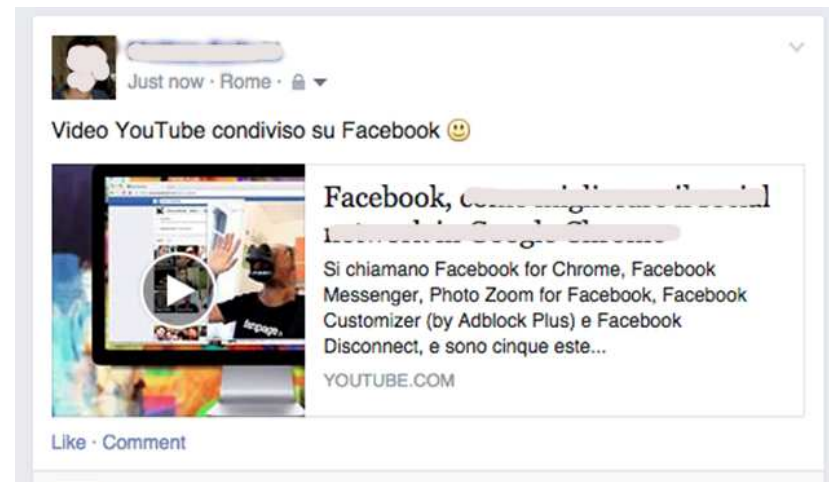 Just now · Rome ·
Video YouTube condiviso su Facebook
Facebook,
Si chiamano Facebook for Chrome, Facebook
Messenger, Photo Zoom for Facebook, Facebook
Customizer (by Adblock Plus) e Facebook
Disconnect, e sono cinque este...
YOUTUBE.COM
Like · Comment
fanpage